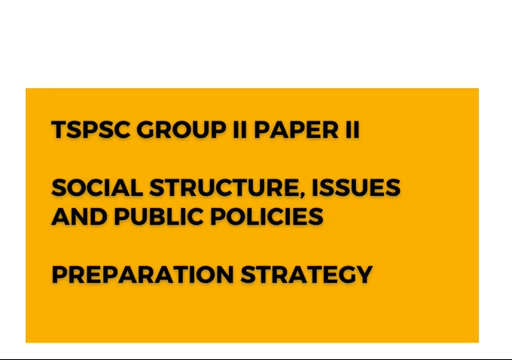 TSPSC GROUP II PAPER II
SOCIAL STRUCTURE, ISSUES
AND PUBLIC POLICIES
PREPARATION STRATEGY